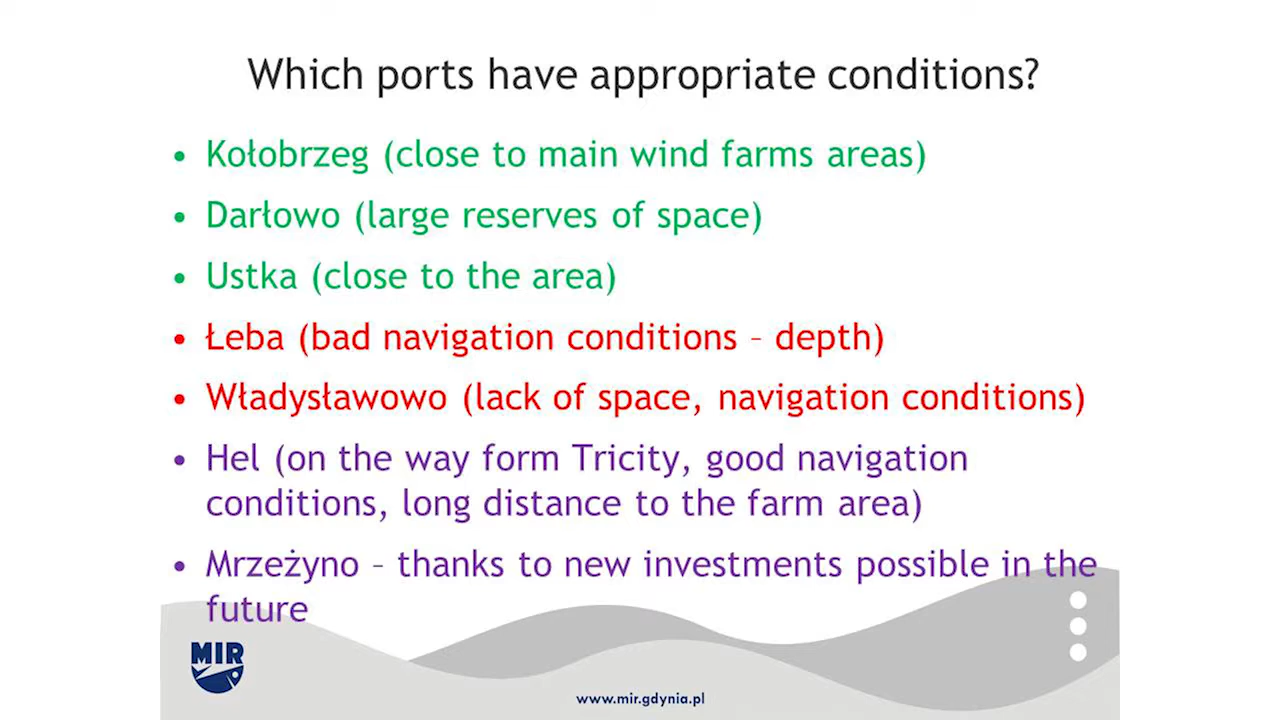 Which ports have appropriate conditions?
• Kołobrzeg (close to main wind farms areas)
• Darłowo (large reserves of space)
• Ustka (close to the area)
• Łeba (bad navigation conditions – depth)
• Władysławowo (lack of space, navigation conditions)
• Hel (on the way form Tricity, good navigation
conditions, long distance to the farm area)
• Mrzeżyno – thanks to new investments possible in the
future
MIR
www.mir.gdynia.pl